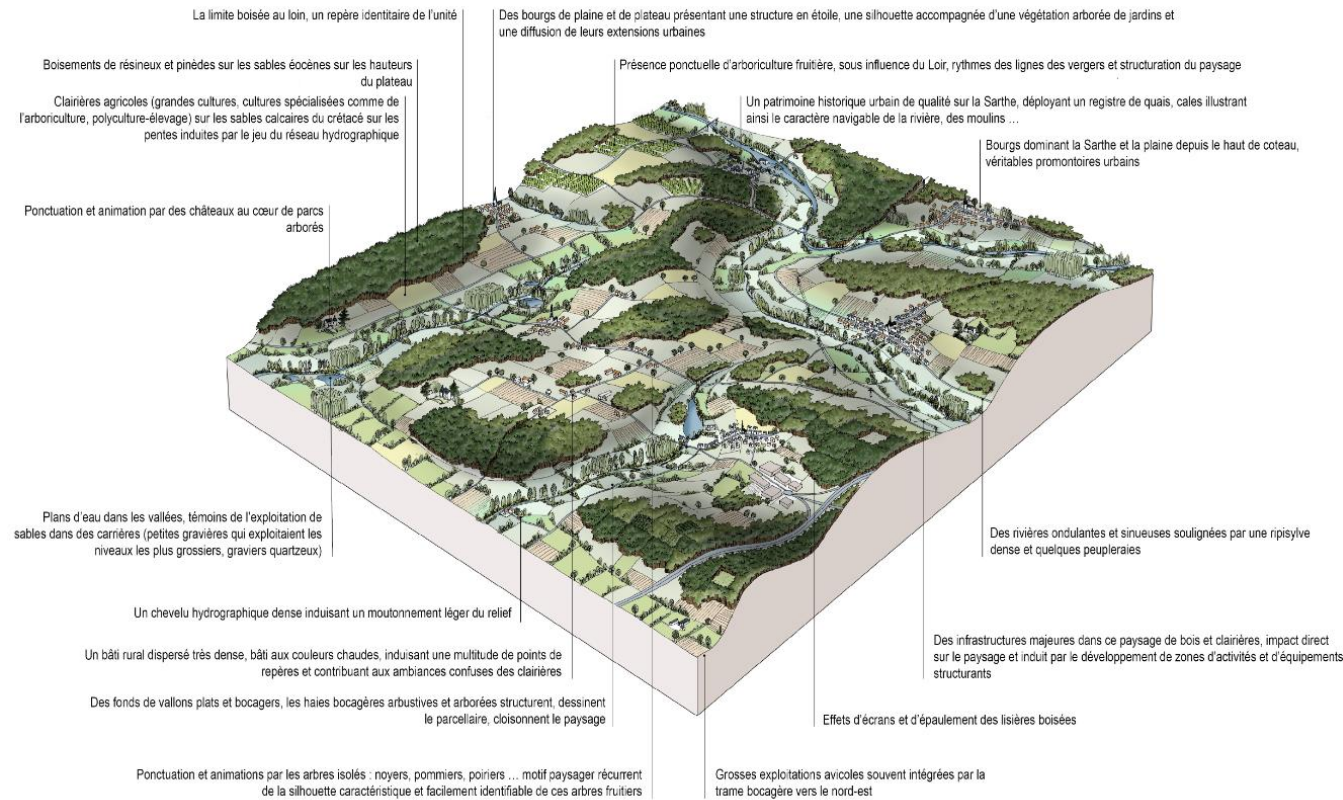 La limite boisée au loin, un repère identitaire de l'unité
Des bourgs de plaine et de plateau présentant une structure en étoile, une silhouette accompagnée d'une végétation arborée de jardins et
une diffusion de leurs extensions urbaines
Boisements de résineux et pinèdes sur les sables éocènes sur les hauteurs
du plateau
Présence ponctuelle d'arboriculture fruitière, sous influence du Loir, rythmes des lignes des vergers et structuration du paysage
Clairières agricoles (grandes cultures, cultures spécialisées comme de
l'arboriculture, polyculture-élevage) sur les sables calcaires du crétacé sur les
pentes induites par le jeu du réseau hydrographique
Un patrimoine historique urbain de qualité sur la Sarthe, déployant un registre de quais, cales illustrant
ainsi le caractère navigable de la rivière, des moulins ...
Bourgs dominant la Sarthe et la plaine depuis le haut de coteau,
véritables promontoires urbains
Ponctuation et animation par des châteaux au cœur de parcs
arborés
Plans d'eau dans les vallées, témoins de l'exploitation de
sables dans des carrières (petites gravières qui exploitaient les
niveaux les plus grossiers, graviers quartzeux)
Des rivières ondulantes et sinueuses soulignées par une ripisylve
dense et quelques peupleraies
Un chevelu hydrographique dense induisant un moutonnement léger du relief
Un bâti rural dispersé très dense, bâti aux couleurs chaudes, induisant une multitude de points de
repères et contribuant aux ambiances confuses des clairières
Des infrastructures majeures dans ce paysage de bois et clairières, impact direct
sur le paysage et induit par le développement de zones d'activités et d'équipements
structurants
Des fonds de vallons plats et bocagers, les haies bocagères arbustives et arborées structurent, dessinent
le parcellaire, cloisonnent le paysage
Effets d'écrans et d'épaulement des lisières boisées
Ponctuation et animations par les arbres isolés : noyers, pommiers, poiriers ... motif paysager récurrent
de la silhouette caractéristique et facilement identifiable de ces arbres fruitiers
Grosses exploitations avicoles souvent intégrées par la
trame bocagère vers le nord-est